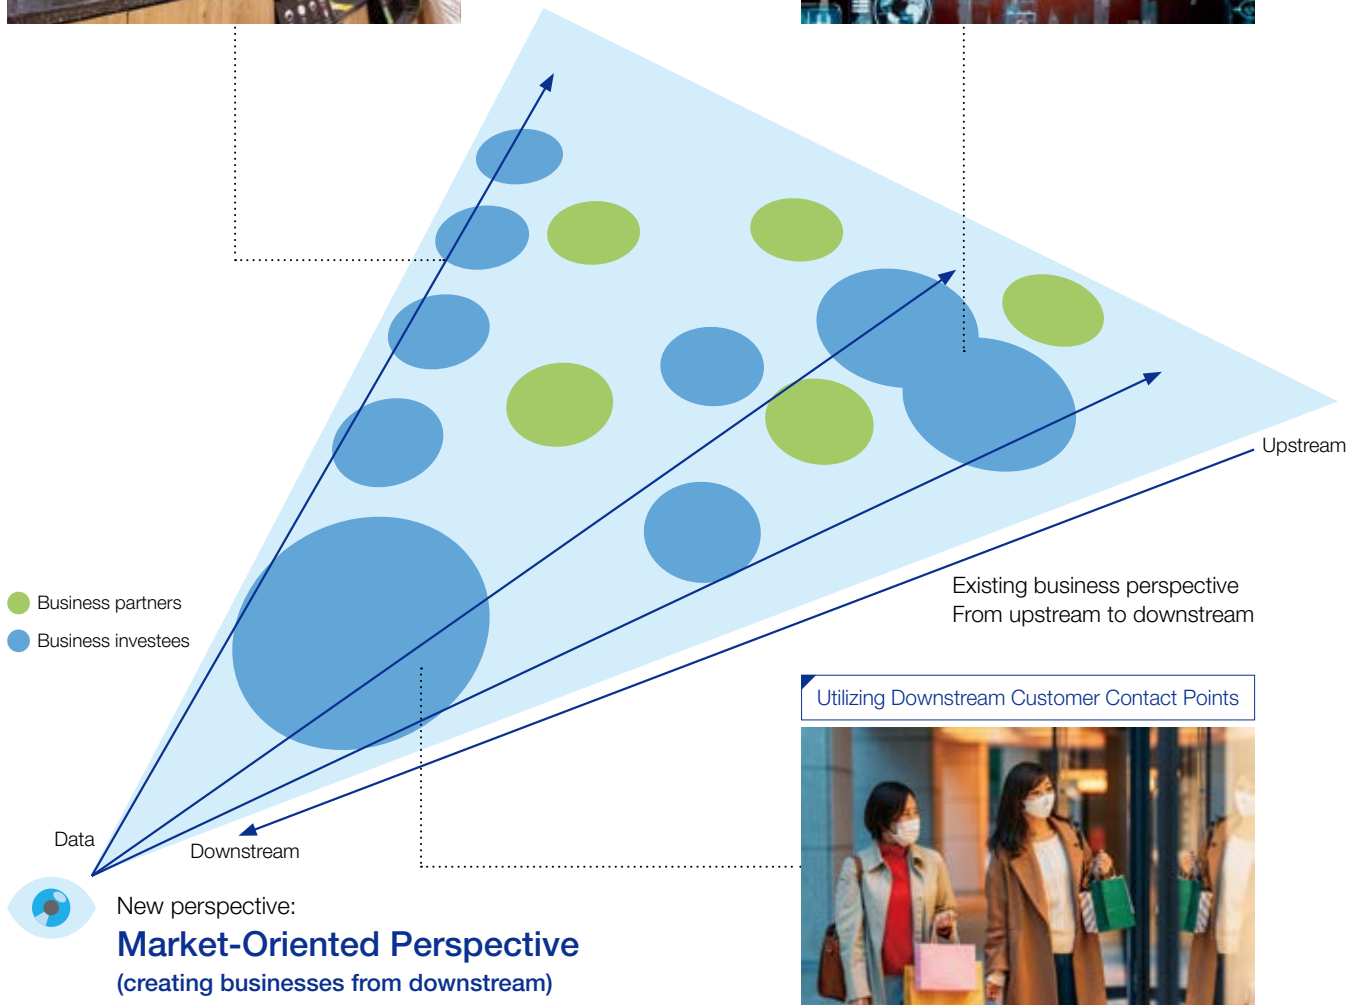 Upstream
Existing business perspective
From upstream to downstream
Business partners
Business investees
Utilizing Downstream Customer Contact Points
Data
Downstream
New perspective:
Market-Oriented Perspective
(creating businesses from downstream)